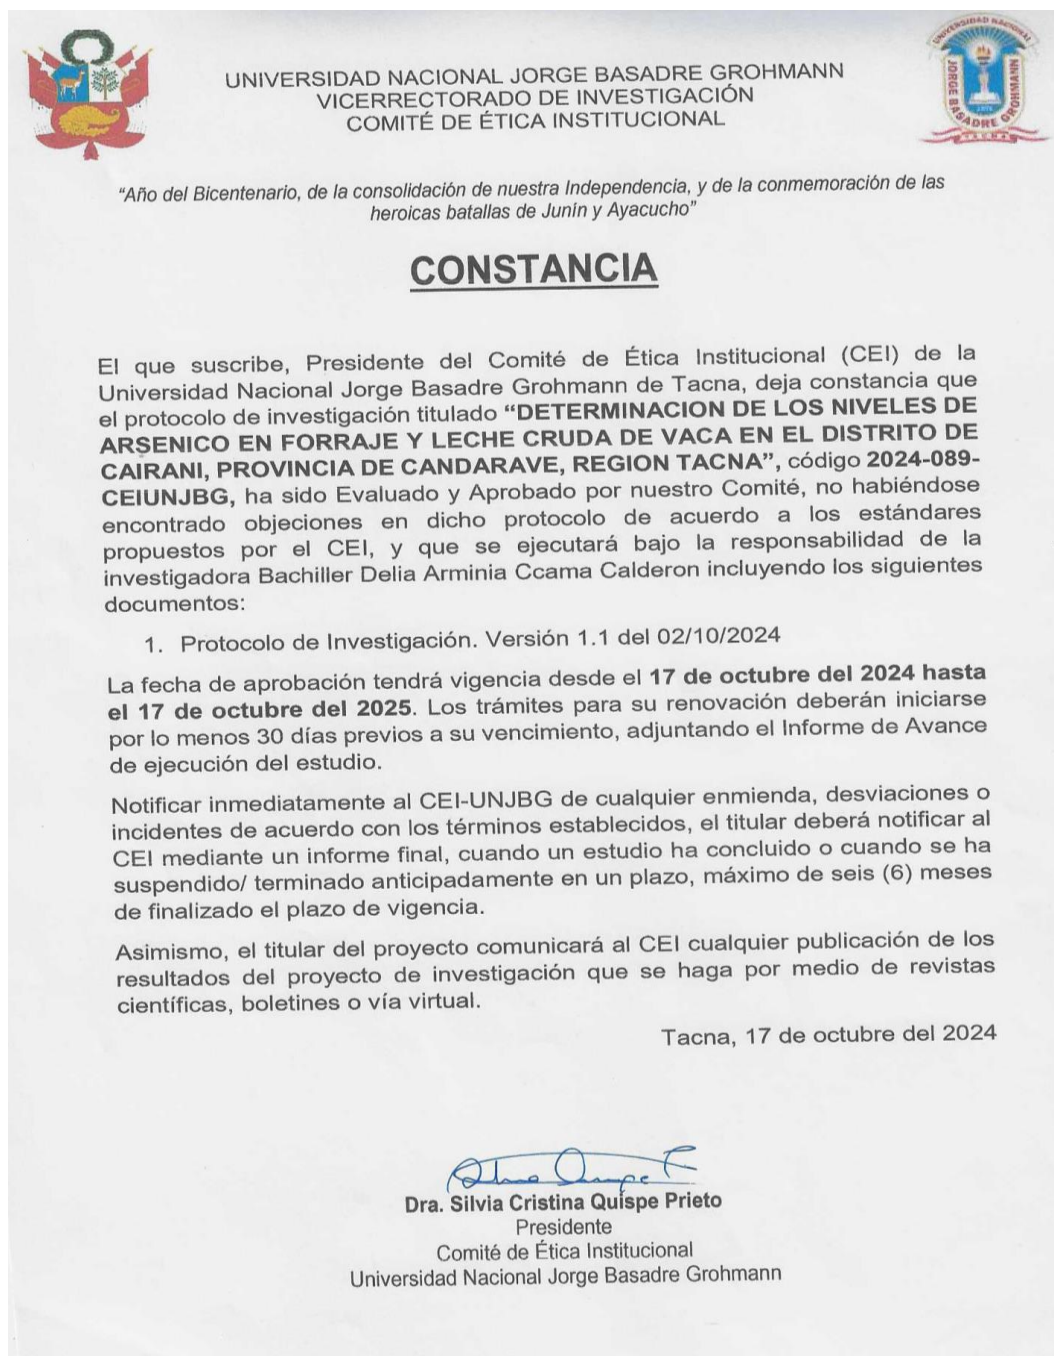 UNIVERSIDAD NACIONAL JORGE BASADRE GROHMANN
VICERRECTORADO DE INVESTIGACIÓN
COMITÉ DE ÉTICA INSTITUCIONAL
UNIVERSIDAD NACIONAL
JORGE BASADRE GROHMANN
TACNA
“Año del Bicentenario, de la consolidación de nuestra Independencia, y de la conmemoración de las
heroicas batallas de Junín y Ayacucho”
CONSTANCIA
El que suscribe, Presidente del Comité de Ética Institucional (CEI) de la
Universidad Nacional Jorge Basadre Grohmann de Tacna, deja constancia que
el protocolo de investigación titulado “DETERMINACION DE LOS NIVELES DE
ARSENICO EN FORRAJE Y LECHE CRUDA DE VACA EN EL DISTRITO DE
CAIRANI, PROVINCIA DE CANDARAVE, REGION TACNA”, código 2024-089-
CEIUNJBG, ha sido Evaluado y Aprobado por nuestro Comité, no habiéndose
encontrado objeciones en dicho protocolo de acuerdo a los estándares
propuestos por el CEI, y que se ejecutará bajo la responsabilidad de la
investigadora Bachiller Delia Arminia Ccama Calderon incluyendo los siguientes
documentos:
1. Protocolo de Investigación. Versión 1.1 del 02/10/2024
La fecha de aprobación tendrá vigencia desde el 17 de octubre del 2024 hasta
el 17 de octubre del 2025. Los trámites para su renovación deberán iniciarse
por lo menos 30 días previos a su vencimiento, adjuntando el Informe de Avance
de ejecución del estudio.
Notificar inmediatamente al CEI-UNJBG de cualquier enmienda, desviaciones o
incidentes de acuerdo con los términos establecidos, el titular deberá notificar al
CEI mediante un informe final, cuando un estudio ha concluido o cuando se ha
suspendido/ terminado anticipadamente en un plazo, máximo de seis (6) meses
de finalizado el plazo de vigencia.
Asimismo, el titular del proyecto comunicará al CEI cualquier publicación de los
resultados del proyecto de investigación que se haga por medio de revistas
científicas, boletines o vía virtual.
Tacna, 17 de octubre del 2024
Dra. Silvia Cristina Quispe Prieto
Presidente
Comité de Ética Institucional
Universidad Nacional Jorge Basadre Grohmann